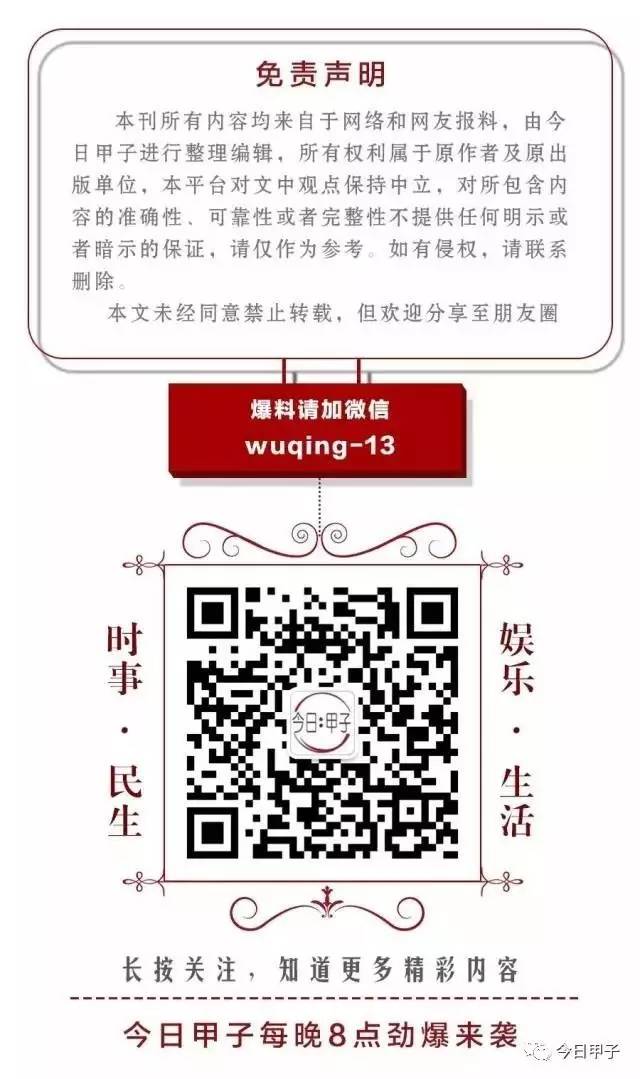 免责声明
本刊所有内容均来自于网络和网友报料，由今
日甲子进行整理编辑，所有权利属于原作者及原出
版单位，本平台对文中观点保持中立，对所包含内
容的准确性、可靠性或者完整性不提供任何明示或
者暗示的保证，请仅作为参考。如有侵权，请联系
删除。
本文未经同意禁止转载，但欢迎分享至朋友圈
爆料请加微信
wuqing-13
时事·民生
娱乐·生活
今日:甲子
长按关注，知道更多精彩内容
今日甲子每晚8点劲爆来袭
今日甲子